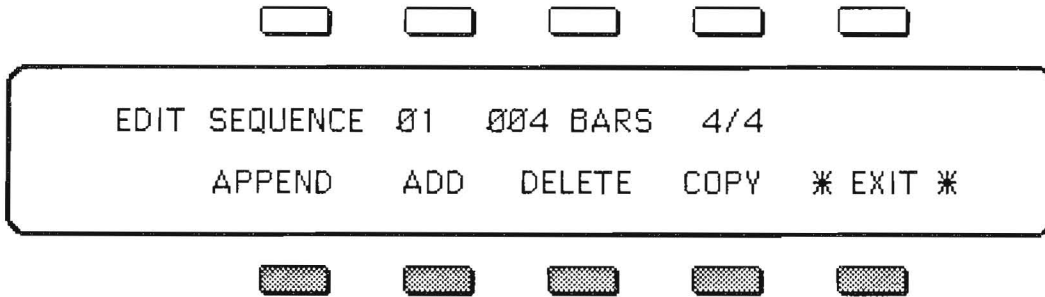 EDIT SEQUENCE Ø1 ØØ4 BARS 4/4
APPEND ADD DELETE COPY * EXIT *